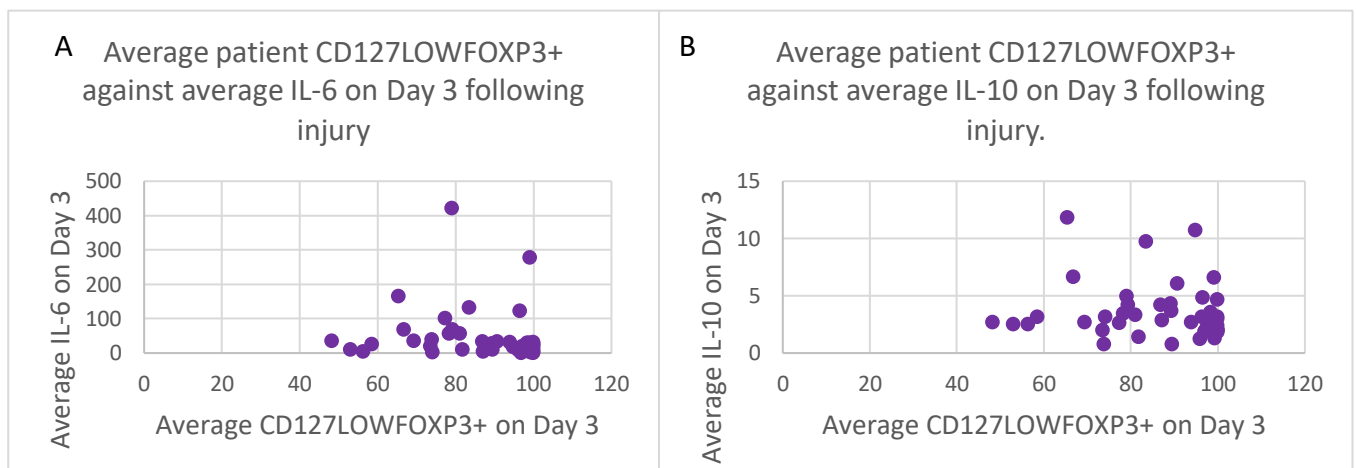 A
Average patient CD127LOWFOXP3+
against average IL-6 on Day 3 following
injury
Average IL-6 on Day 3
500
400
300
200
100
0
0 20 40 60 80 100 120
Average CD127LOWFOXP3+ on Day 3
B
Average patient CD127LOWFOXP3+
against average IL-10 on Day 3 following
injury.
Average IL-10 on Day 3
15
10
5
0
0 20 40 60 80 100 120
Average CD127LOWFOXP3+ on Day 3